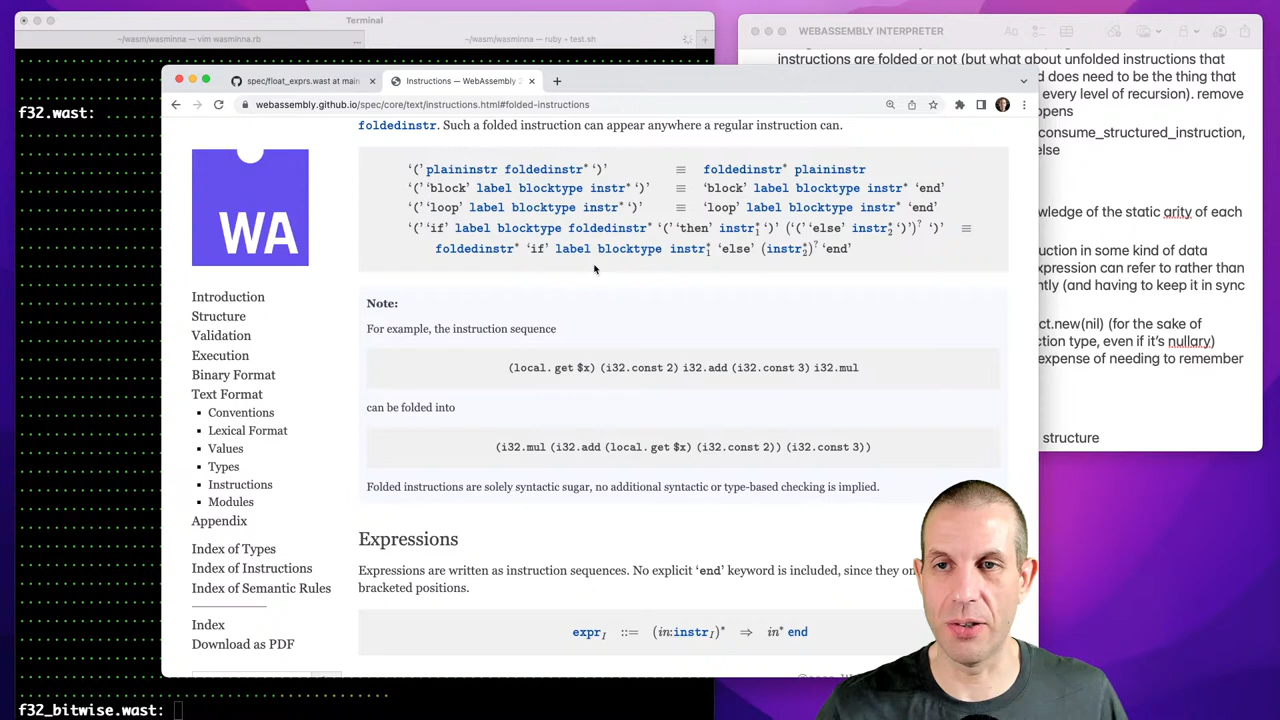 Terminal
~/wasm/wasminna — vim wasminna.rb
...
~/wasm/wasminna — ruby ‹ test.sh
+
f32.wast:
f32_bitwise.wast:
WEBASSEMBLY INTERPRETER
instructions are folded or not (but what about unfolded instructions that
d does need to be the thing that
every level of recursion). remove
opens
consume_structured_instruction,
else
wledge of the static arity of each
uction in some kind of data
expression can refer to rather than
ntly (and having to keep it in sync
ct.new(nil) (for the sake of
ction type, even if it's nullary)
expense of needing to remember
structure
spec/float_exprs.wast at main
Instructions — WebAssembly 2
webassembly.github.io/spec/core/text/instructions.html#folded-instructions
foldedinstr. Such a folded instruction can appear anywhere a regular instruction can.
‘(’ plaininstr foldedinstr* ‘)’ ≡ foldedinstr* plaininstr
‘(’ ‘block’ label blocktype instr* ‘)’ ≡ ‘block’ label blocktype instr* ‘end’
‘(’ ‘loop’ label blocktype instr* ‘)’ ≡ ‘loop’ label blocktype instr* ‘end’
‘(’ ‘if’ label blocktype foldedinstr* ‘(’ ‘then’ instr₁* ‘)’ (‘(’ ‘else’ instr₂* ‘)’)? ‘)’ ≡
foldedinstr* ‘if’ label blocktype instr₁* ‘else’ (instr₂*)? ‘end’
WA
Introduction
Structure
Validation
Execution
Binary Format
Text Format
Conventions
Lexical Format
Values
Types
Instructions
Modules
Appendix
Index of Types
Index of Instructions
Index of Semantic Rules
Index
Download as PDF
Note:
For example, the instruction sequence
(local. get $x) (i32.const 2) i32.add (i32.const 3) i32.mul
can be folded into
(i32.mul (i32.add (local. get $x) (i32.const 2)) (i32.const 3))
Folded instructions are solely syntactic sugar, no additional syntactic or type-based checking is implied.
Expressions
Expressions are written as instruction sequences. No explicit ‘end’ keyword is included, since they on
bracketed positions.
expr_I ::= (in:instr_I)* ⇒ in* end